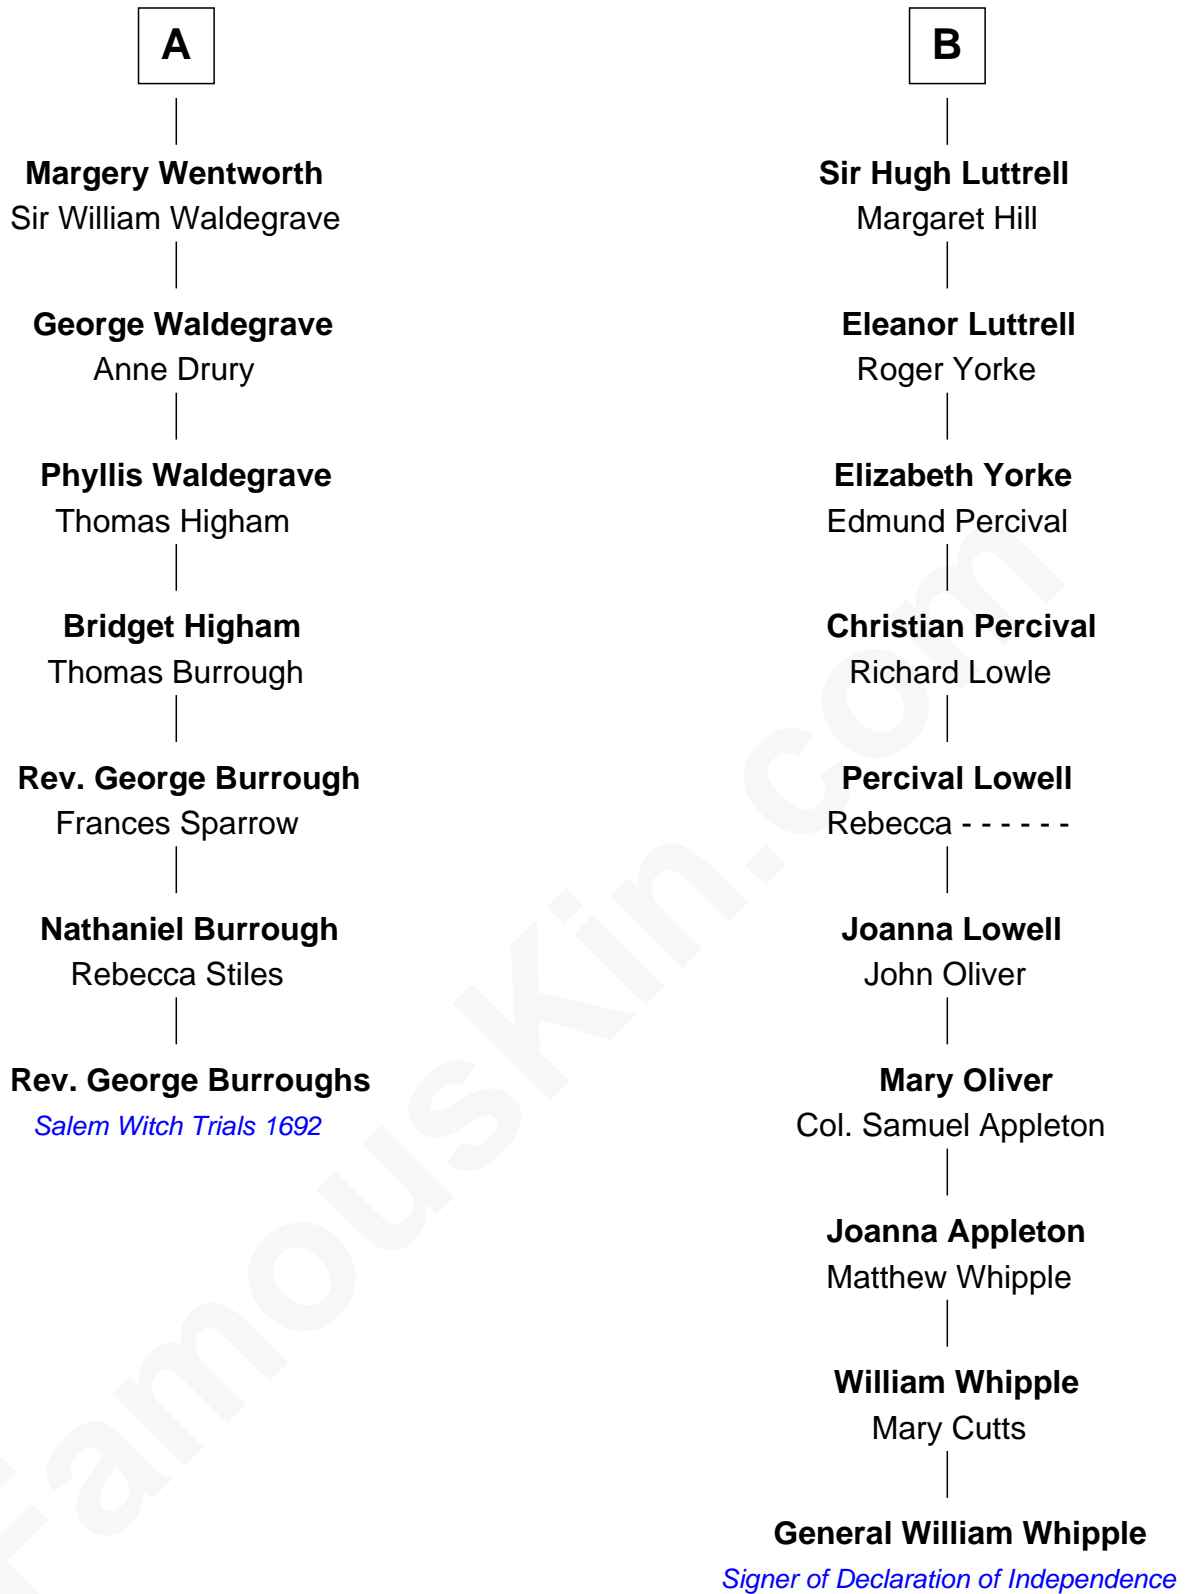 A
Margery Wentworth
Sir William Waldegrave
George Waldegrave
Anne Drury
Phyllis Waldegrave
Thomas Higham
Bridget Higham
Thomas Burrough
Rev. George Burrough
Frances Sparrow
Nathaniel Burrough
Rebecca Stiles
Rev. George Burroughs
Salem Witch Trials 1692
B
Sir Hugh Luttrell
Margaret Hill
Eleanor Luttrell
Roger Yorke
Elizabeth Yorke
Edmund Percival
Christian Percival
Richard Lowle
Percival Lowell
Rebecca - - - - - -
Joanna Lowell
John Oliver
Mary Oliver
Col. Samuel Appleton
Joanna Appleton
Matthew Whipple
William Whipple
Mary Cutts
General William Whipple
Signer of Declaration of Independence
FamousKin.com